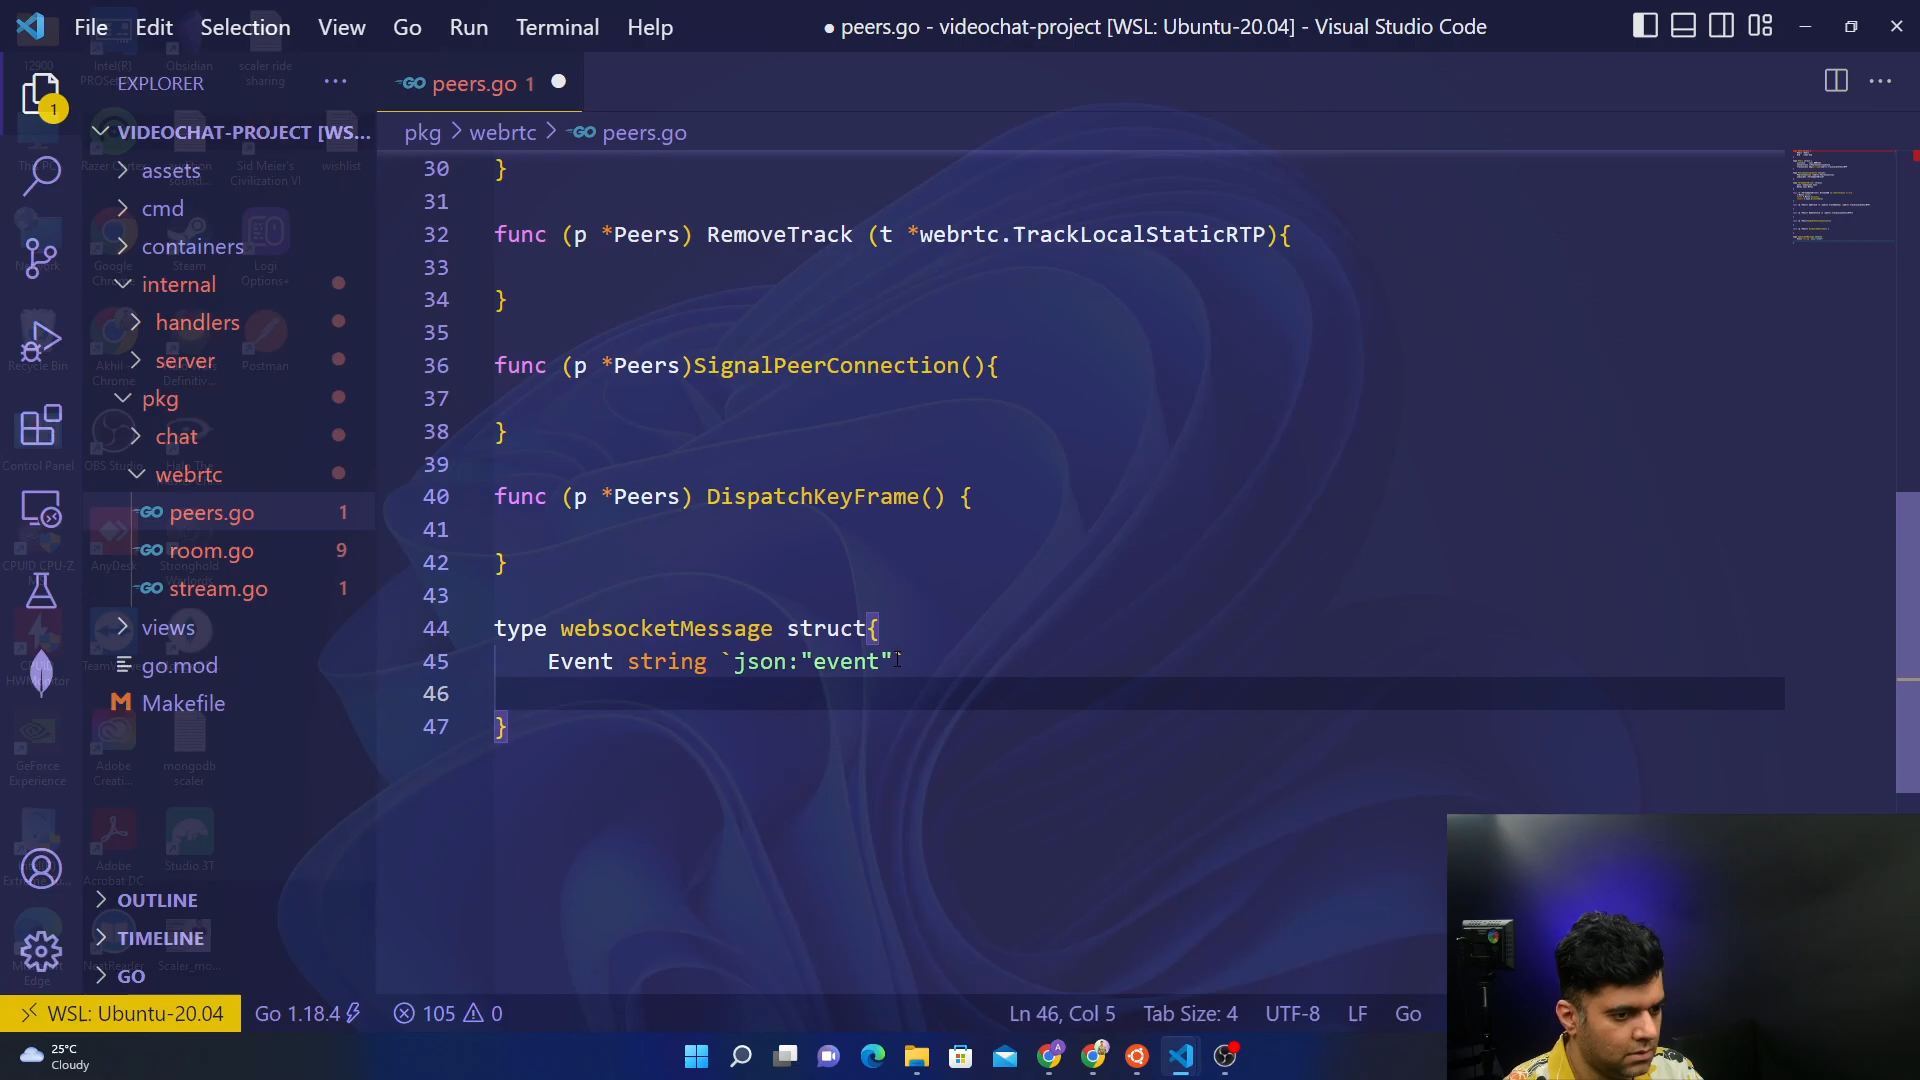 File Edit Selection View Go Run Terminal Help
● peers.go - videochat-project [WSL: Ubuntu-20.04] - Visual Studio Code
EXPLORER
VIDEOCHAT-PROJECT [WS...
assets
cmd
containers
internal
handlers
server
pkg
chat
webrtc
peers.go 1
room.go 9
stream.go 1
views
go.mod
Makefile
OUTLINE
TIMELINE
GO
1
peers.go 1
pkg > webrtc > peers.go
30 }
31
32 func (p *Peers) RemoveTrack (t *webrtc.TrackLocalStaticRTP){
33
34 }
35
36 func (p *Peers)SignalPeerConnection(){
37
38 }
39
40 func (p *Peers) DispatchKeyFrame() {
41
42 }
43
44 type websocketMessage struct{
45 Event string `json:"event"`
46
47 }
WSL: Ubuntu-20.04 Go 1.18.4 105 0 Ln 46, Col 5 Tab Size: 4 UTF-8 LF Go
25°C
Cloudy